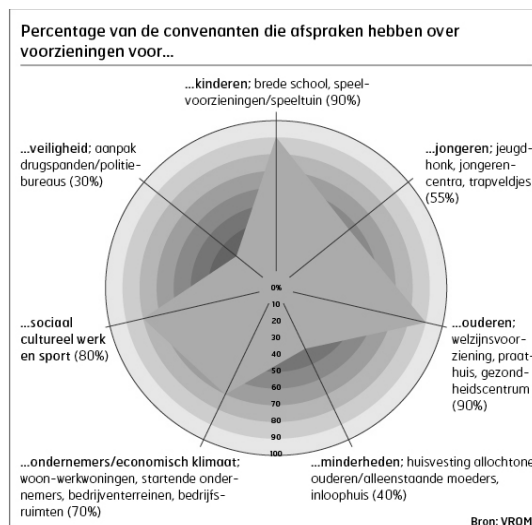 Percentage van de convenanten die afspraken hebben over
voorzieningen voor...
...kinderen; brede school, speel-
voorzieningen/speeltuin (90%)
...jongeren; jeugd-
honk, jongeren-
centra, trapveldjes
(55%)
...ouderen;
welzijnsvoor-
ziening, praat-
huis, gezond-
heidscentrum
(90%)
...minderheden; huisvesting allochtone
ouderen/alleenstaande moeders,
inloophuis (40%)
...ondernemers/economisch klimaat;
woon-werkwoningen, startende onder-
nemers, bedrijventerreinen, bedrijfs-
ruimten (70%)
...sociaal
cultureel werk
en sport (80%)
...veiligheid; aanpak
drugspanden/politie-
bureaus (30%)
0%
10
20
30
40
50
60
70
80
90
100
Bron: VROM